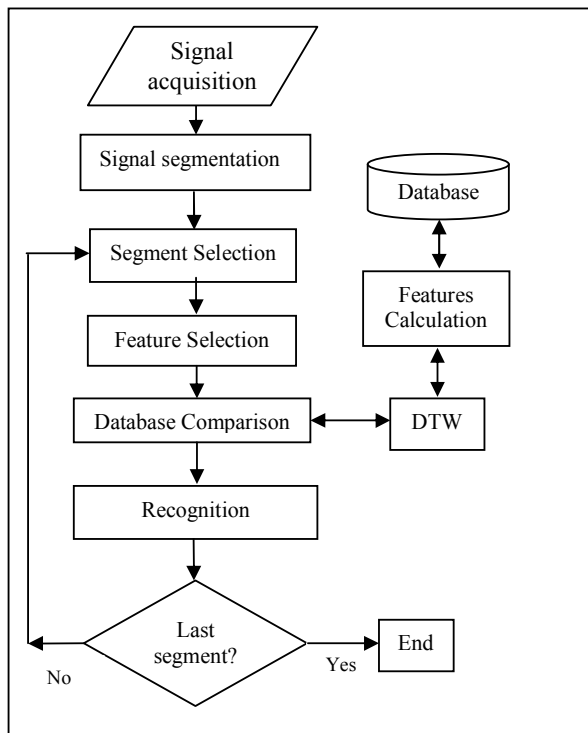 Signal
acquisition
Signal segmentation
Database
Segment Selection
Features
Calculation
Feature Selection
Database Comparison
DTW
Recognition
Last
segment?
End
No
Yes